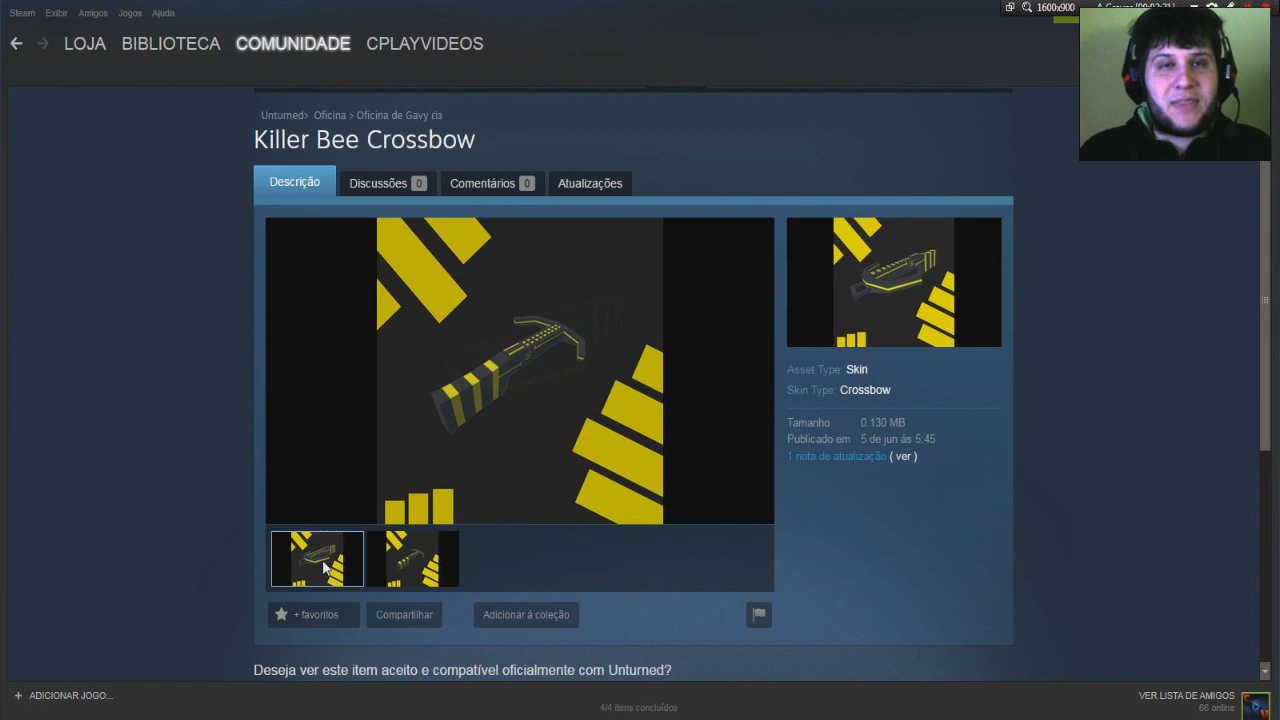 Steam Exibir Amigos Jogos Ajuda
1600x900
LOJA BIBLIOTECA COMUNIDADE CPLAYVIDEOS
Unturned> Oficina > Oficina de Gavy
Killer Bee Crossbow
Descrição Discussões 0 Comentários 0 Atualizações
Asset Type: Skin
Skin Type: Crossbow
Tamanho 0.130 MB
Publicado em 5 de jun às 5:45
1 nota de atualização ( ver )
+ favoritos Compartilhar Adicionar à coleção
Deseja ver este item aceito e compatível oficialmente com Unturned?
+ ADICIONAR JOGO...
4/4 itens concluídos
VER LISTA DE AMIGOS
66 online